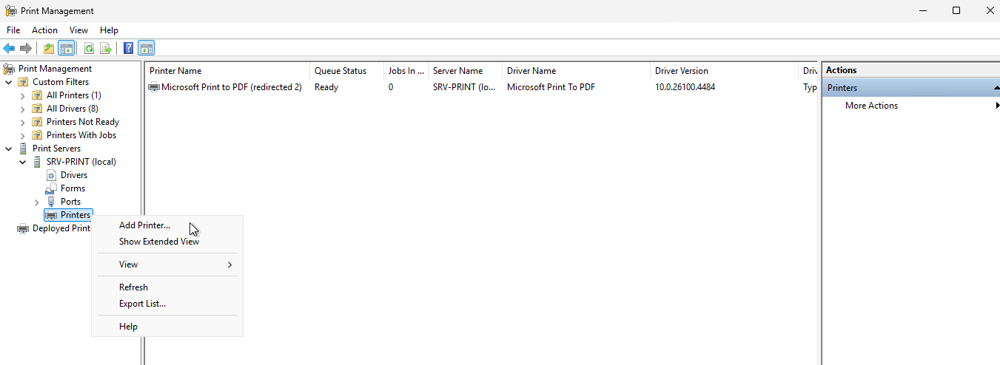 Print Management
File Action View Help
Print Management
Custom Filters
All Printers (1)
All Drivers (8)
Printers Not Ready
Printers With Jobs
Print Servers
SRV-PRINT (local)
Drivers
Forms
Ports
Printers
Deployed Print
Add Printer...
Show Extended View
View
Refresh
Export List...
Help
Printer Name Queue Status Jobs In ... Server Name Driver Name Driver Version Driv
Microsoft Print to PDF (redirected 2) Ready 0 SRV-PRINT (lo... Microsoft Print To PDF 10.0.26100.4484 Typ
Actions
Printers
More Actions